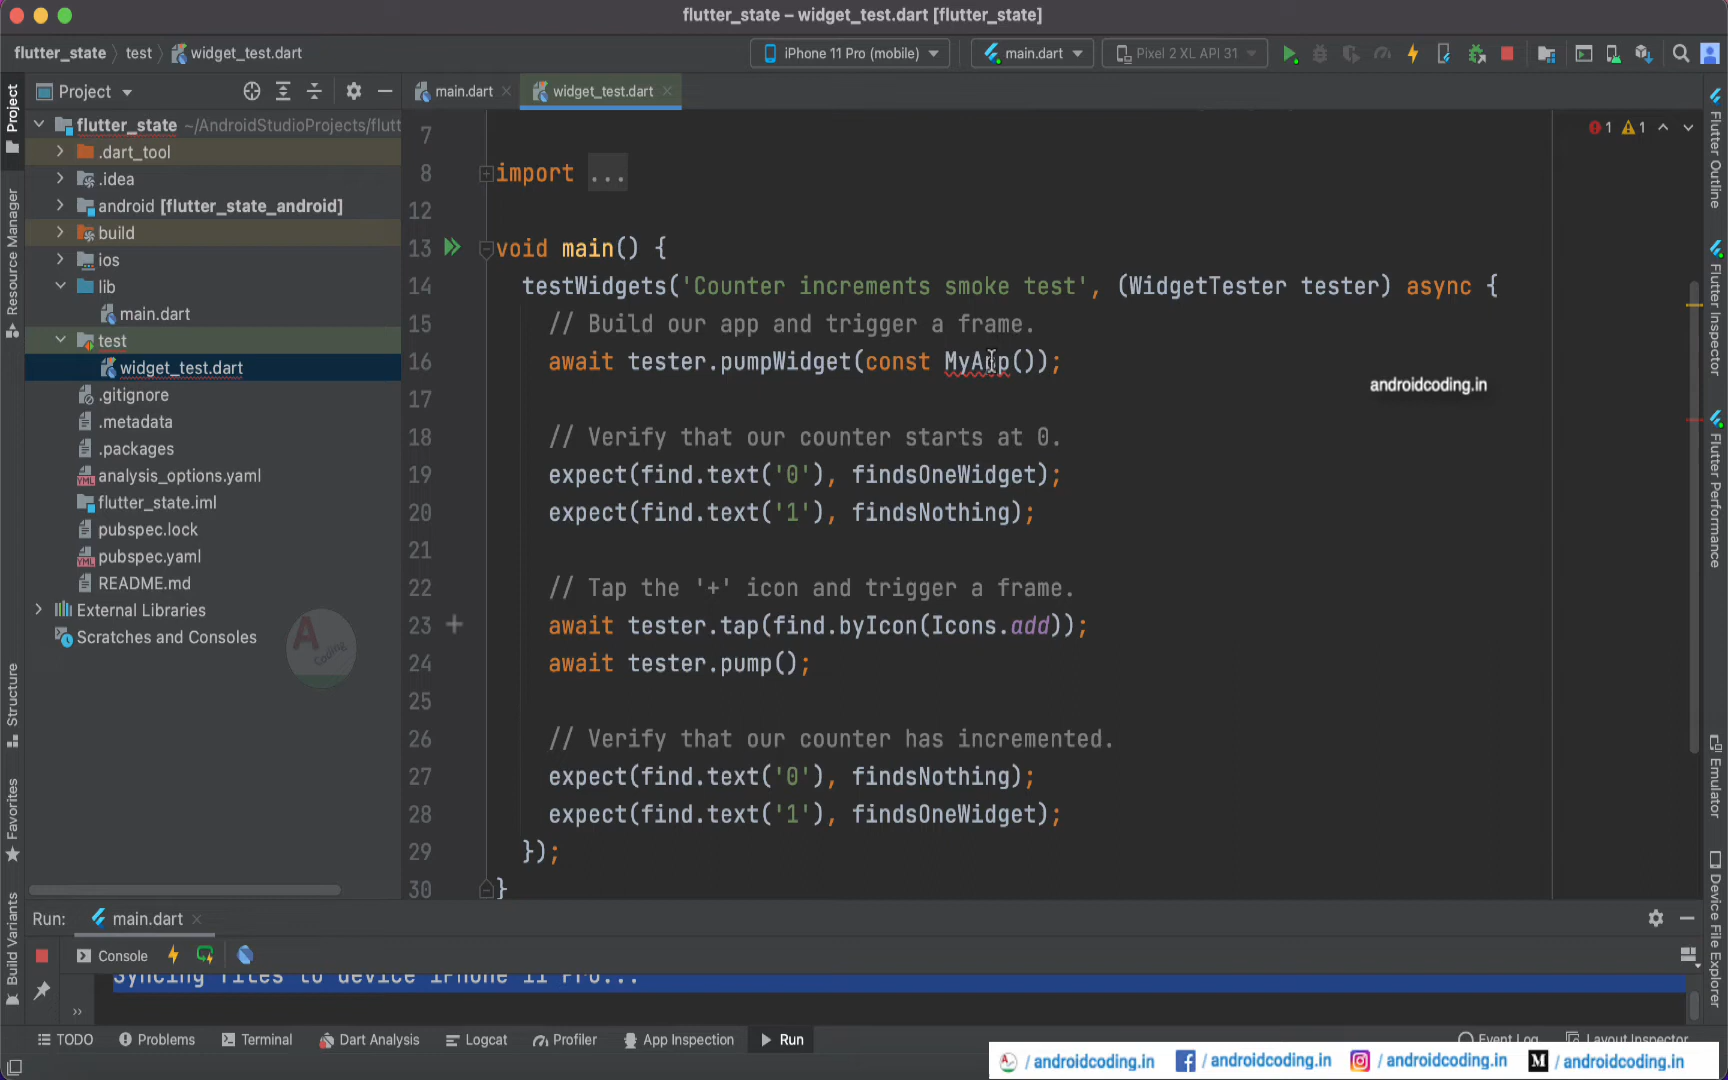 flutter_state – widget_test.dart [flutter_state]
flutter_state test widget_test.dart
iPhone 11 Pro (mobile) main.dart Pixel 2 XL API 31
Project
main.dart widget_test.dart
flutter_state ~/AndroidStudioProjects/flutt
.dart_tool
.idea
android [flutter_state_android]
build
ios
lib
main.dart
test
widget_test.dart
.gitignore
.metadata
.packages
analysis_options.yaml
flutter_state.iml
pubspec.lock
pubspec.yaml
README.md
External Libraries
Scratches and Consoles
A
Coding
Project
Resource Manager
Structure
Favorites
Build Variants
1 1
7
8 import ...
12
13 void main() {
14 testWidgets('Counter increments smoke test', (WidgetTester tester) async {
15 // Build our app and trigger a frame.
16 await tester.pumpWidget(const MyApp());
17
18 // Verify that our counter starts at 0.
19 expect(find.text('0'), findsOneWidget);
20 expect(find.text('1'), findsNothing);
21
22 // Tap the '+' icon and trigger a frame.
23 await tester.tap(find.byIcon(Icons.add));
24 await tester.pump();
25
26 // Verify that our counter has incremented.
27 expect(find.text('0'), findsNothing);
28 expect(find.text('1'), findsOneWidget);
29 });
30 }
androidcoding.in
Flutter Outline
Flutter Inspector
Flutter Performance
Emulator
Device File Explorer
Run: main.dart
Console
Syncing files to device iPhone 11 Pro...
TODO Problems Terminal Dart Analysis Logcat Profiler App Inspection Run Event Log Layout Inspector
/ androidcoding.in / androidcoding.in / androidcoding.in M / androidcoding.in